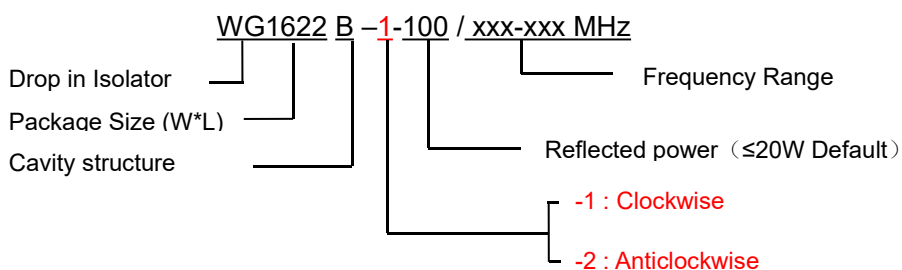 WG1622 B –1-100 / xxx-xxx MHz
Drop in Isolator
Frequency Range
Package Size (W*L)
Reflected power（≤20W Default）
Cavity structure
-1 : Clockwise
-2 : Anticlockwise